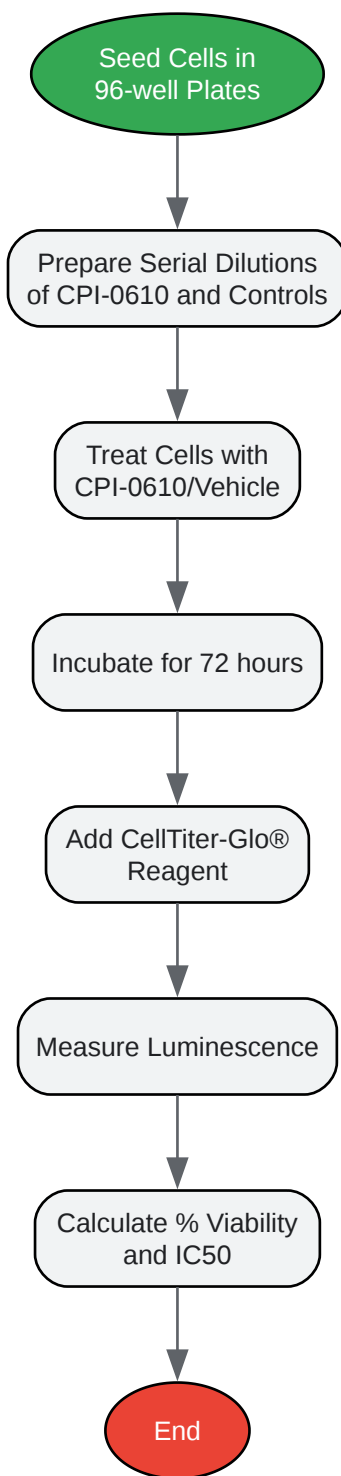 Seed Cells in
96-well Plates
Prepare Serial Dilutions
of CPI-0610 and Controls
Treat Cells with
CPI-0610/Vehicle
Incubate for 72 hours
Add CellTiter-Glo®
Reagent
Measure Luminescence
Calculate % Viability
and IC50
End